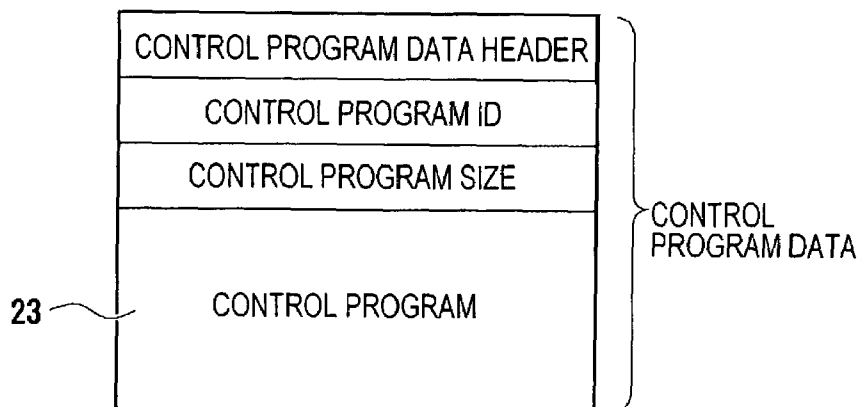 CONTROL PROGRAM DATA HEADER
CONTROL PROGRAM ID
CONTROL PROGRAM SIZE
CONTROL
PROGRAM DATA
23
CONTROL PROGRAM